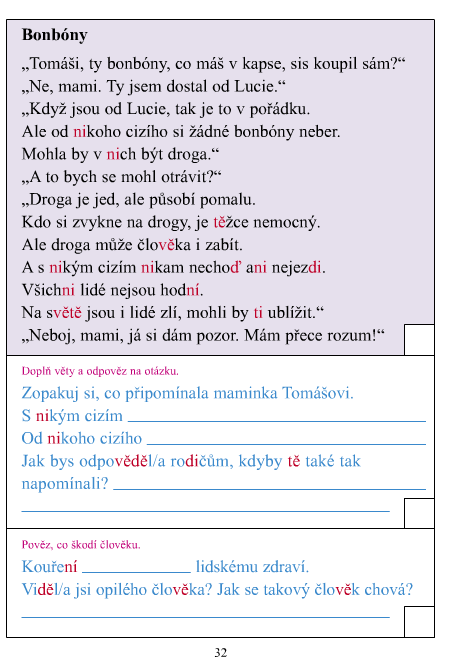 Bonbóny
„Tomáši, ty bonbóny, co máš v kapse, sis koupil sám?“
„Ne, mami. Ty jsem dostal od Lucie.“
„Když jsou od Lucie, tak je to v pořádku.
Ale od nikoho cizího si žádné bonbóny neber.
Mohla by v nich být droga.“
„A to bych se mohl otrávit?“
„Droga je jed, ale působí pomalu.
Kdo si zvykne na drogy, je těžce nemocný.
Ale droga může člověka i zabít.
A s nikým cizím nikam nechoď ani nejezdi.
Všichni lidé nejsou hodní.
Na světě jsou i lidé zlí, mohli by ti ublížit.“
„Neboj, mami, já si dám pozor. Mám přece rozum!“
Doplň věty a odpověz na otázku.
Zopakuj si, co připomínala maminka Tomášovi.
S nikým cizím
Od nikoho cizího
Jak bys odpověděl/a rodičům, kdyby tě také tak
napomínali?
Pověz, co škodí člověku.
Kouření lidskému zdraví.
Viděl/a jsi opilého člověka? Jak se takový člověk chová?
32